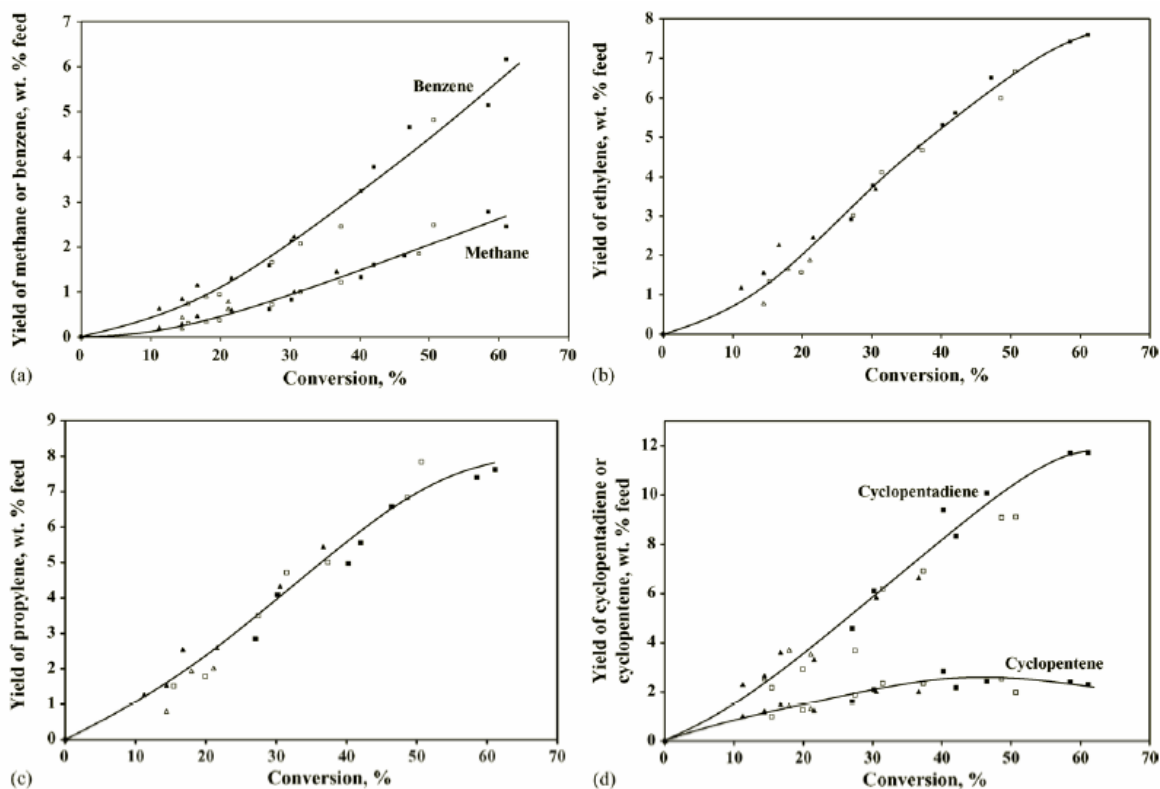 7
6
5
4
3
2
1
0
Yield of methane or benzene, wt. % feed
Benzene
Methane
0 10 20 30 40 50 60 70
Conversion, %
(a)
8
7
6
5
4
3
2
1
0
Yield of ethylene, wt. % feed
0 10 20 30 40 50 60 70
Conversion, %
(b)
9
8
7
6
5
4
3
2
1
0
Yield of propylene, wt. % feed
0 10 20 30 40 50 60 70
Conversion, %
(c)
12
10
8
6
4
2
0
Yield of cyclopentadiene or
cyclopentene, wt. % feed
Cyclopentadiene
Cyclopentene
0 10 20 30 40 50 60 70
Conversion, %
(d)